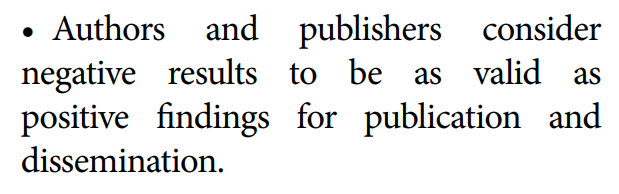 • Authors and publishers consider
negative results to be as valid as
positive findings for publication and
dissemination.